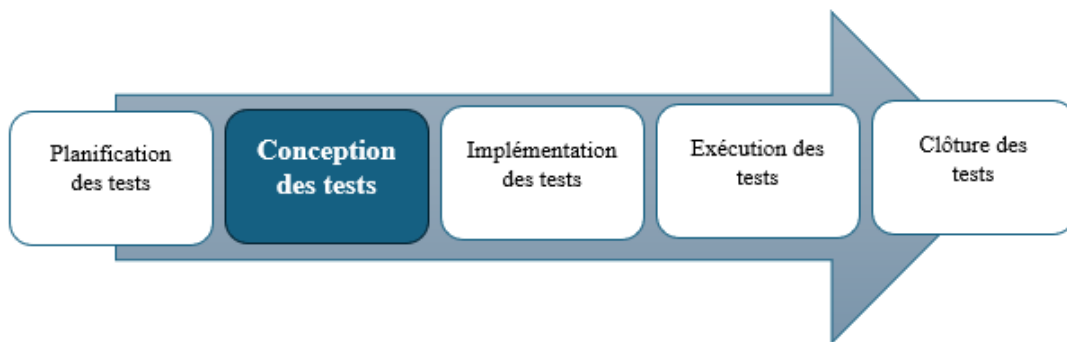 Planification
des tests
Conception
des tests
Implémentation
des tests
Exécution des
tests
Clôture des
tests